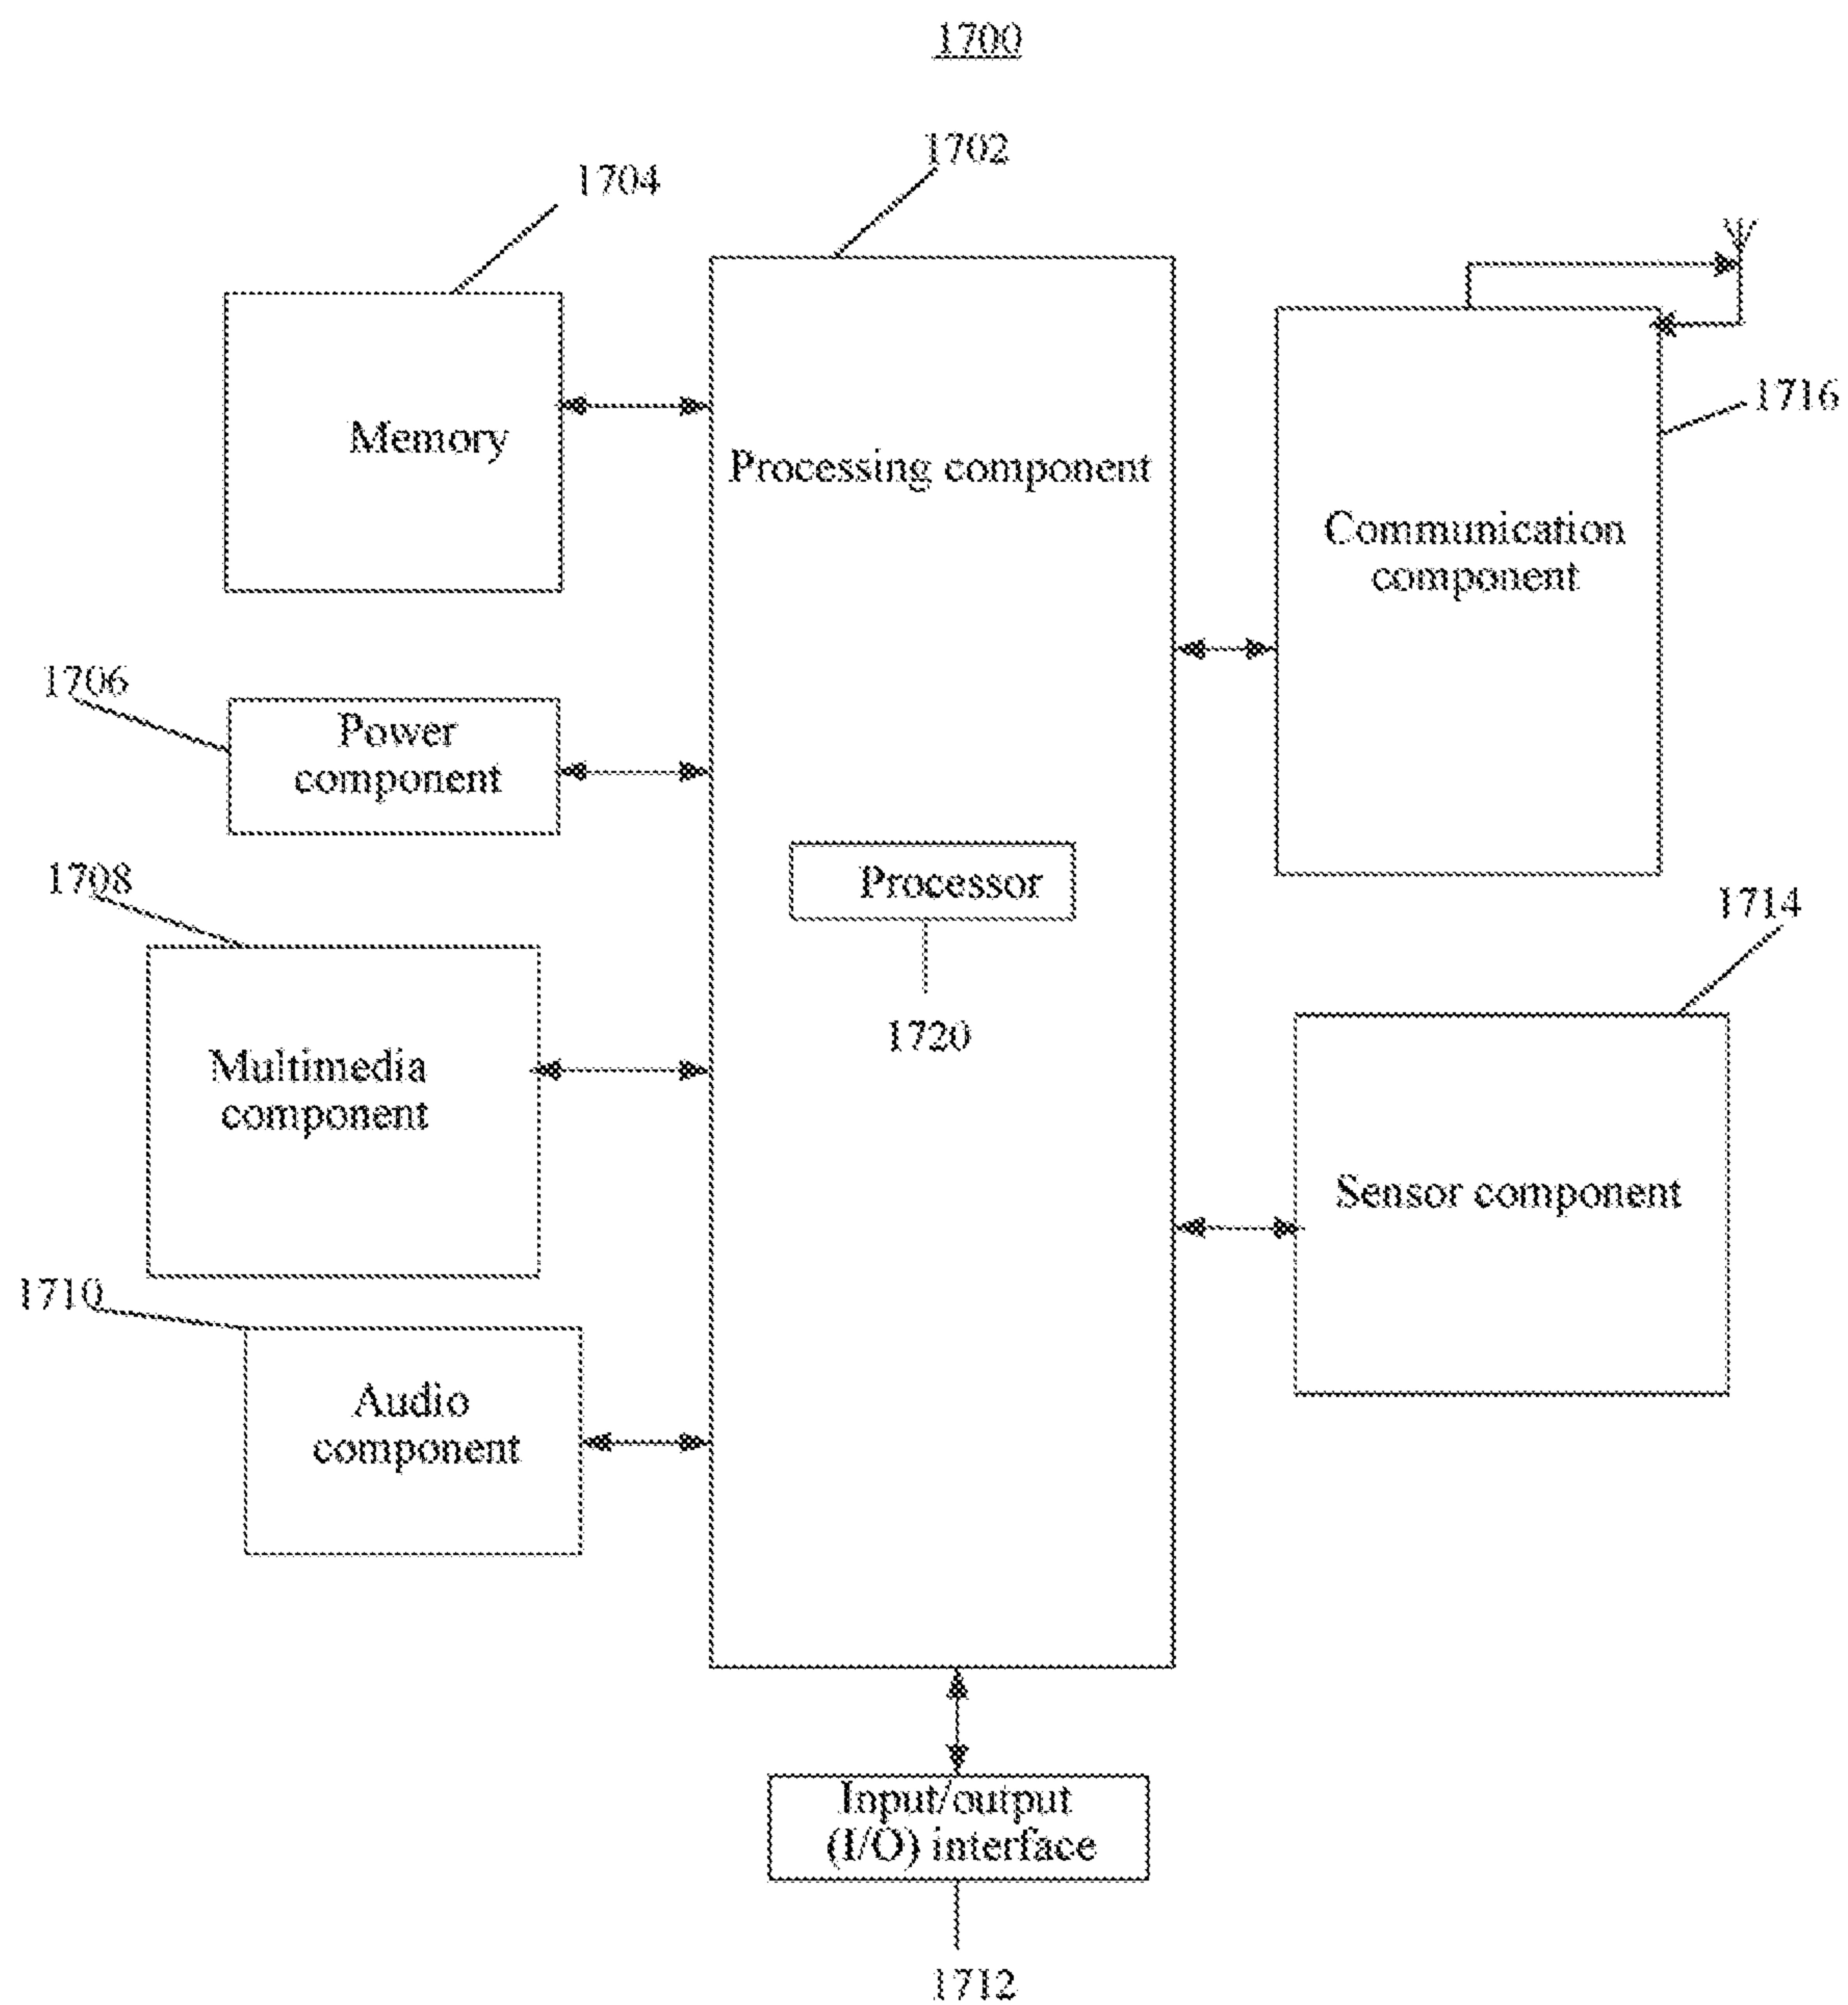 1700
1702
1704
1716
Memory
Processing component
Communication
component
1706
Power
component
Processor
1708
1714
1720
Multimedia
component
Sensor component
1710
Audio
component
Input/output
(I/O) interface
1712